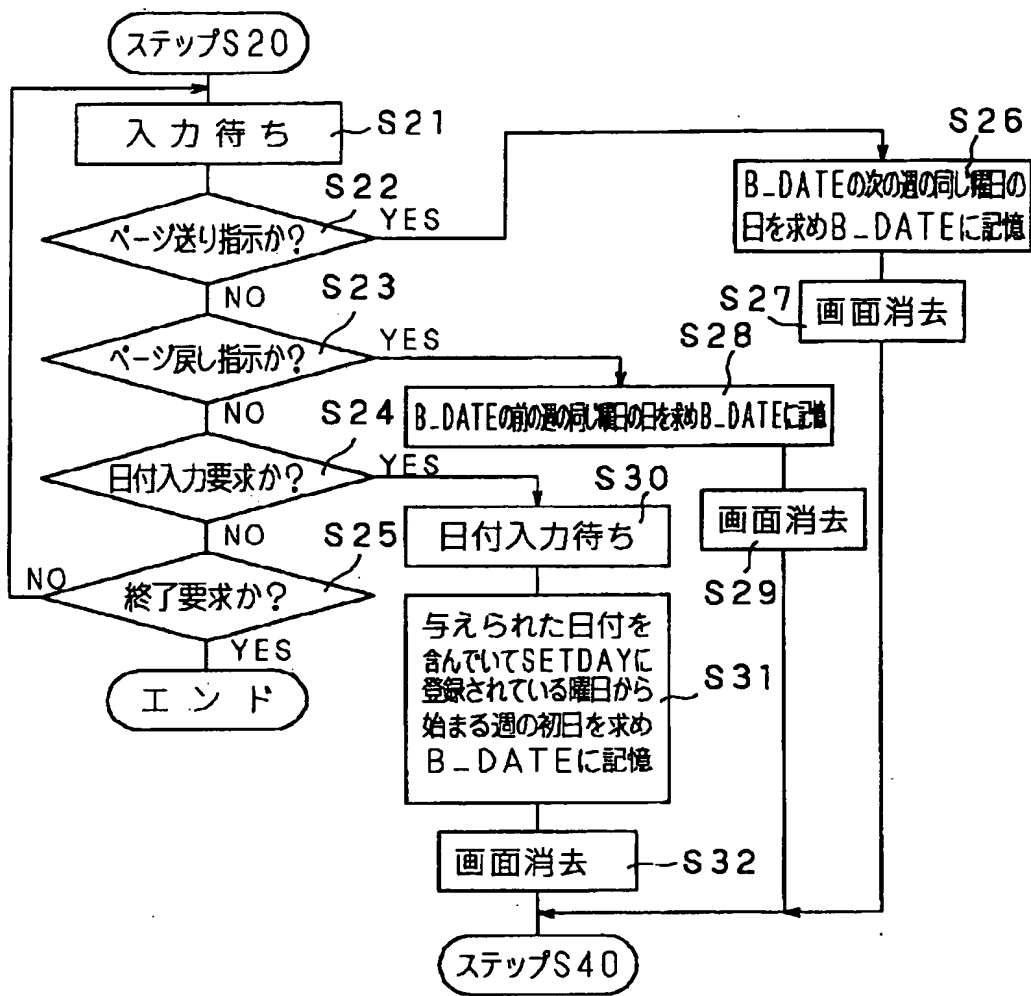 ステップS20
入力待ち
S21
S22
ページ送り指示か?
YES
NO
S23
ページ戻し指示か?
YES
NO
S24
日付入力要求か?
YES
NO
S25
NO
終了要求か?
YES
エンド
S26
B_DATEの次の週の同じ曜日の
日を求めB_DATEに記憶
S27
画面消去
S28
B_DATEの前の週の同じ曜日の日を求めB_DATEに記憶
画面消去
S29
S30
日付入力待ち
与えられた日付を
含んでいてSETDAYに
登録されている曜日から
始まる週の初日を求め
B_DATEに記憶
S31
画面消去
S32
ステップS40